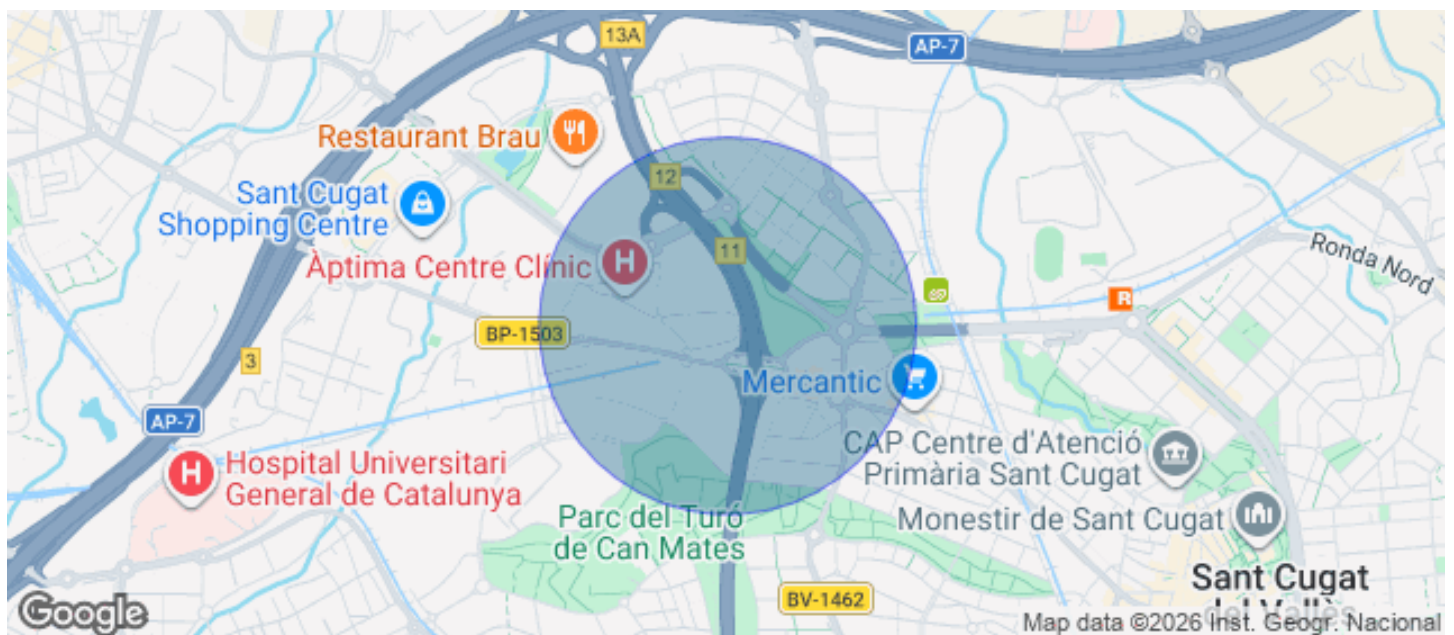 13A
AP-7
Restaurant Brau
12
Sant Cugat
Shopping Centre
11
Àptima Centre Clínic
Ronda Nord
R
BP-1503
3
Mercantic
AP-7
CAP Centre d'Atenció
Primària Sant Cugat
Hospital Universitari
General de Catalunya
Parc del Turó
de Can Mates
Monestir de Sant Cugat
Sant Cugat
del Vallès
BV-1462
Google
Map data ©2026 Inst. Geogr. Nacional